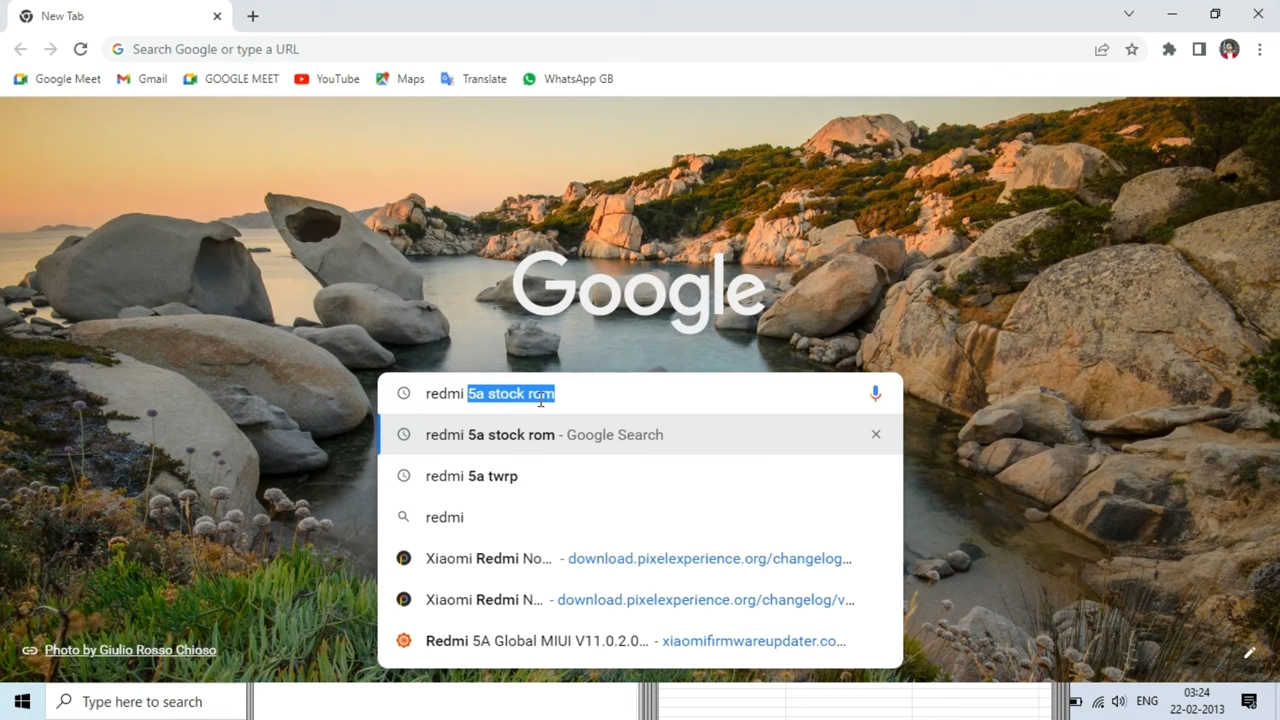 New Tab
Search Google or type a URL
Google Meet Gmail GOOGLE MEET YouTube Maps Translate WhatsApp GB
Google
redmi 5a stock rom
redmi 5a stock rom - Google Search
redmi 5a twrp
redmi
Xiaomi Redmi No... - download.pixelexperience.org/changelog...
Xiaomi Redmi N... - download.pixelexperience.org/changelog/v...
Redmi 5A Global MIUI V11.0.2.0... - xiaomifirmwareupdater.co...
Photo by Giulio Rosso Chioso
Type here to search
ENG
03:24
22-02-2013